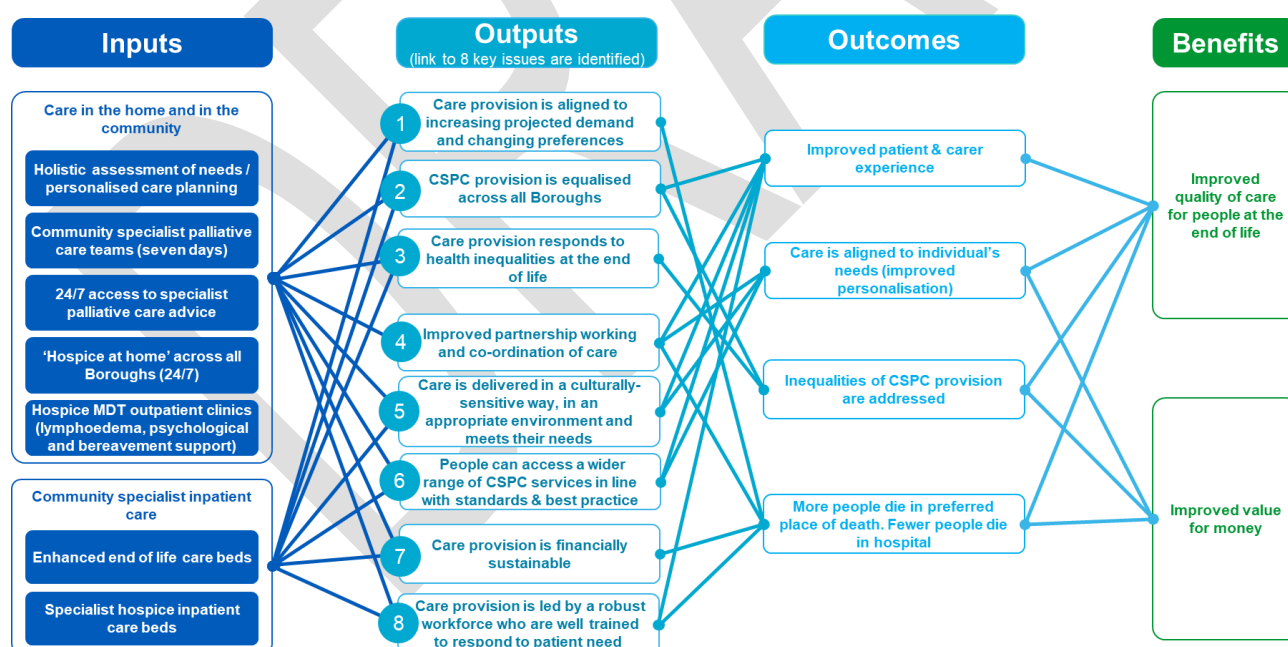 Inputs
Care in the home and in the
community
Holistic assessment of needs /
personalised care planning
Community specialist palliative
care teams (seven days)
24/7 access to specialist
palliative care advice
‘Hospice at home’ across all
Boroughs (24/7)
Hospice MDT outpatient clinics
(lymphoedema, psychological
and bereavement support)
Community specialist inpatient
care
Enhanced end of life care beds
Specialist hospice inpatient
care beds
Outputs
(link to 8 key issues are identified)
1
Care provision is aligned to
increasing projected demand
and changing preferences
2
CSPC provision is equalised
across all Boroughs
3
Care provision responds to
health inequalities at the end
of life
4
Improved partnership working
and co-ordination of care
5
Care is delivered in a culturally-
sensitive way, in an
appropriate environment and
meets their needs
6
People can access a wider
range of CSPC services in line
with standards & best practice
7
Care provision is financially
sustainable
8
Care provision is led by a robust
workforce who are well trained
to respond to patient need
Outcomes
Improved patient & carer
experience
Care is aligned to individual’s
needs (improved
personalisation)
Inequalities of CSPC provision
are addressed
More people die in preferred
place of death. Fewer people die
in hospital
Benefits
Improved
quality of care
for people at the
end of life
Improved value
for money